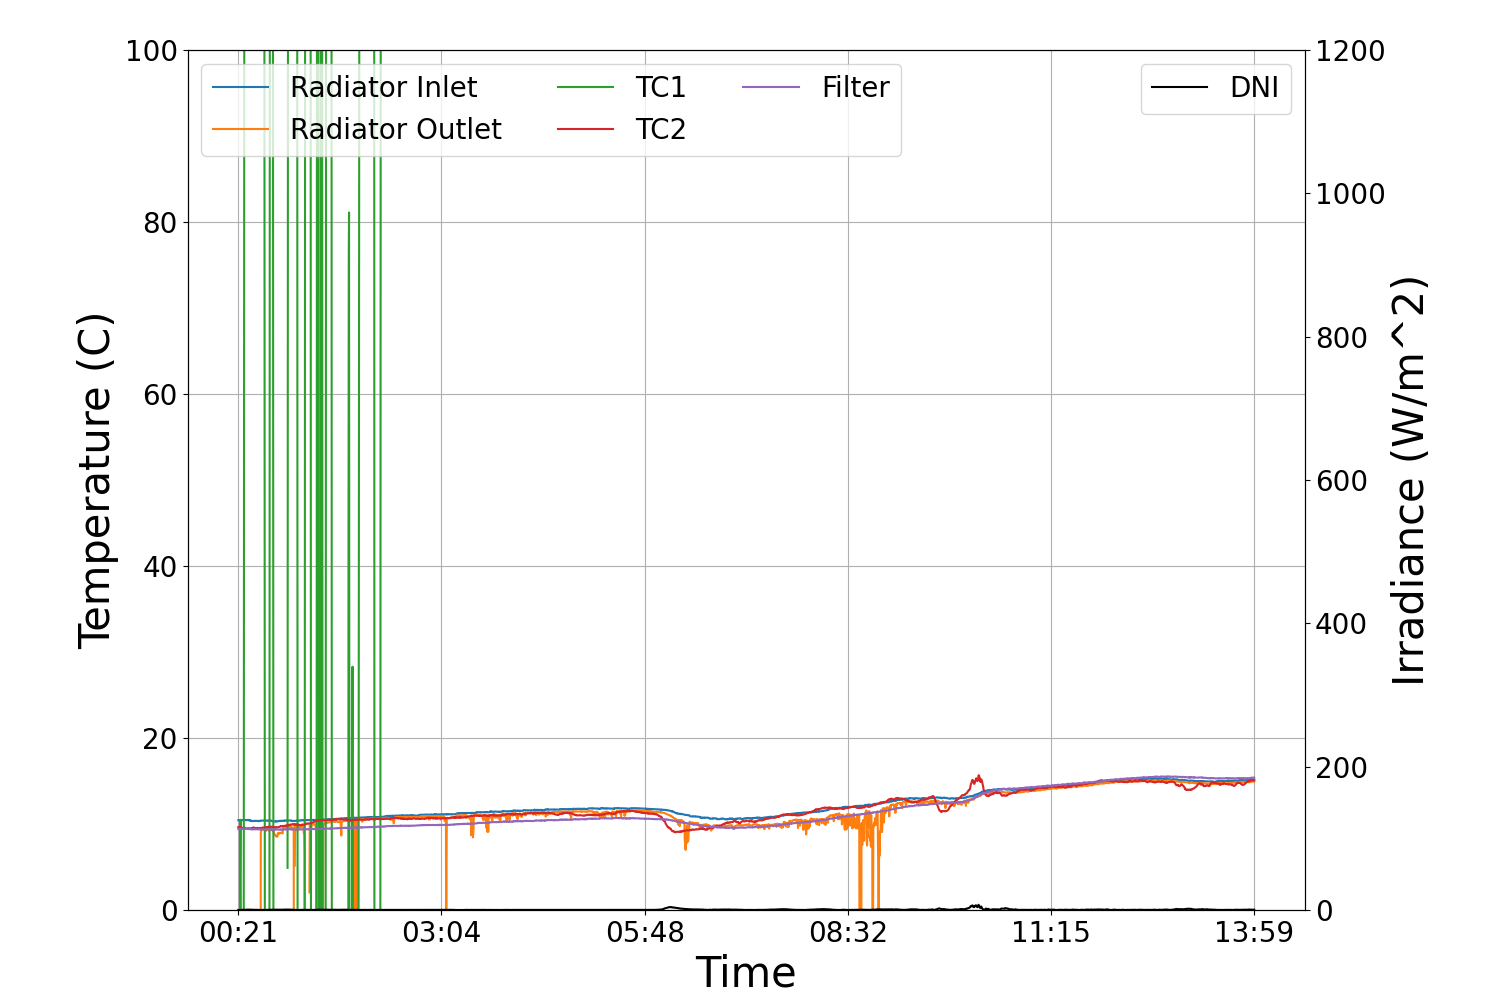 100
80
60
40
20
0
Temperature (C)
Radiator Inlet
Radiator Outlet
TC1
TC2
Filter
DNI
1200
1000
800
600
400
200
0
Irradiance (W/m^2)
00:21
03:04
05:48
08:32
11:15
13:59
Time